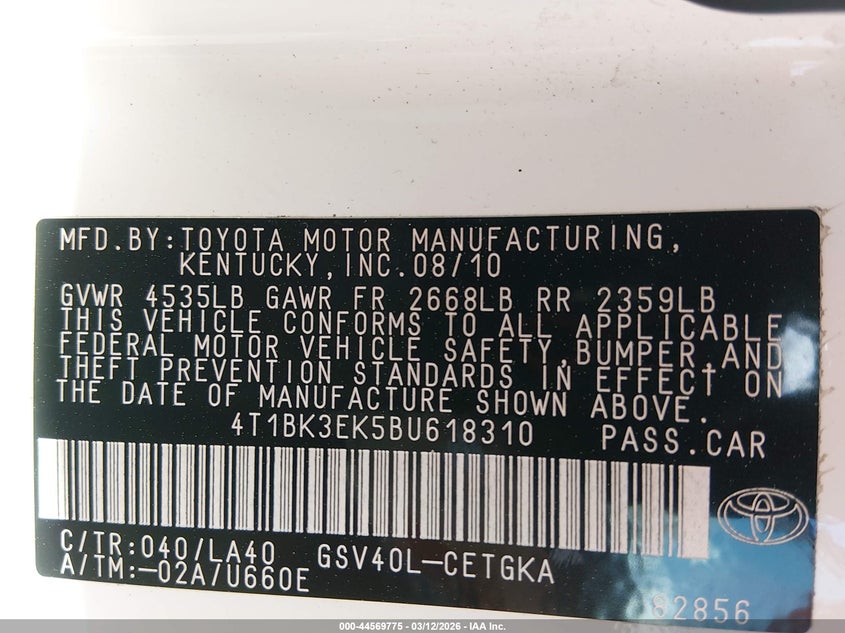 MFD.BY:TOYOTA MOTOR MANUFACTURING,
KENTUCKY,INC.08/10
GVWR 4535LB GAWR FR 2668LB RR 2359LB
THIS VEHICLE CONFORMS TO ALL APPLICABLE
FEDERAL MOTOR VEHICLE SAFETY,BUMPER,AND
THEFT PREVENTION STANDARDS IN EFFECT ON
THE DATE OF MANUFACTURE SHOWN ABOVE.
4T1BK3EK5BU618310 PASS.CAR
C/TR:040/LA40 GSV40L-CETGKA
A/TM:-02A/U660E
82856
000-44569775 - 03/12/2026 - IAA Inc.